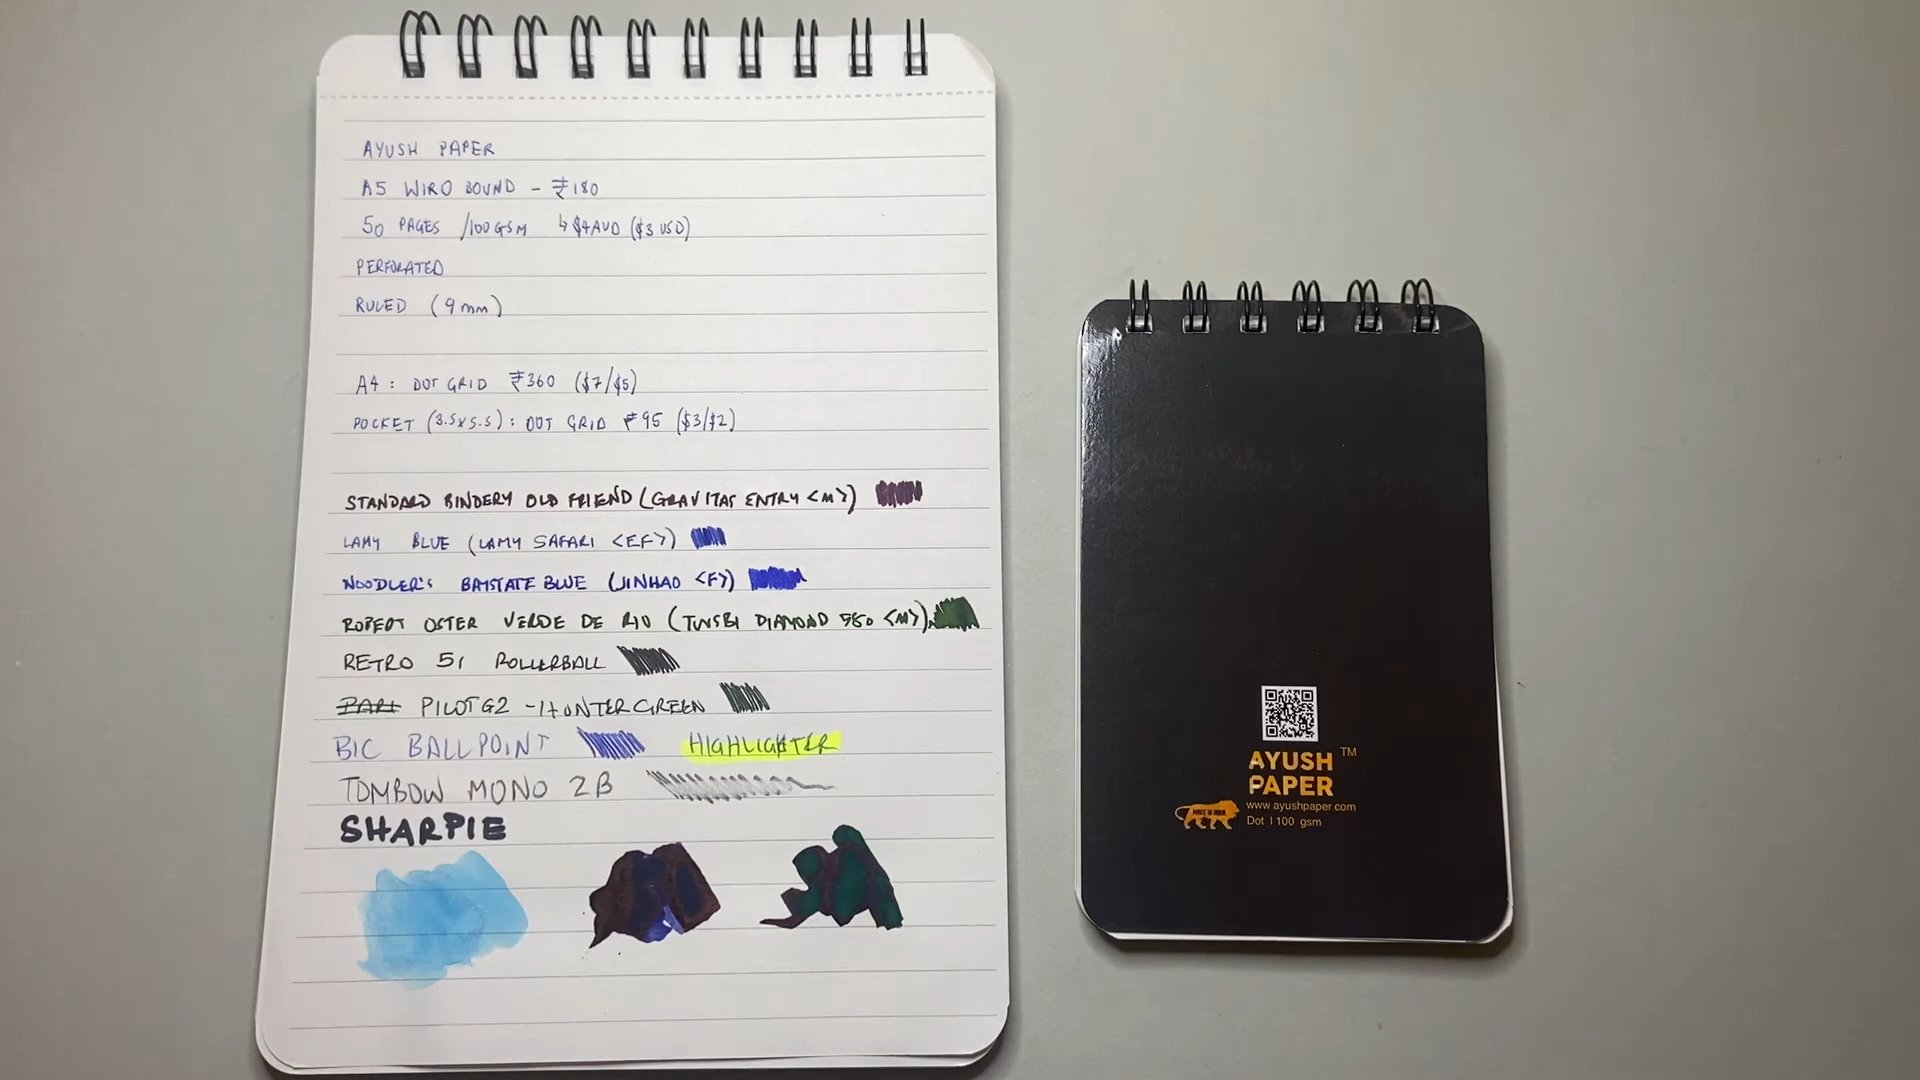 AYUSH PAPER
A5 WIRO BOUND - ₹180
50 PAGES /100GSM ↳ $4AUD ($3 USD)
PERFORATED
RULED (9mm)
A4 : DOT GRID ₹360 ($7/$5)
POCKET (3.5x5.5) : DOT GRID ₹95 ($3/$2)
STANDARD BINDERY OLD FRIEND (GRAVITAS ENTRY <M>)
LAMY BLUE (LAMY SAFARI <EF>)
NOODLER'S BAYSTATE BLUE (JINHAO <F>)
ROBERT OSTER VERDE DE RIO (TWSBI DIAMOND 580 <M>)
RETRO 51 ROLLERBALL
PILOT G2 - HUNTER GREEN
BIC BALLPOINT HIGHLIGHTER
TOMBOW MONO 2B
SHARPIE
AYUSH ™
PAPER
www.ayushpaper.com
Dot | 100 gsm